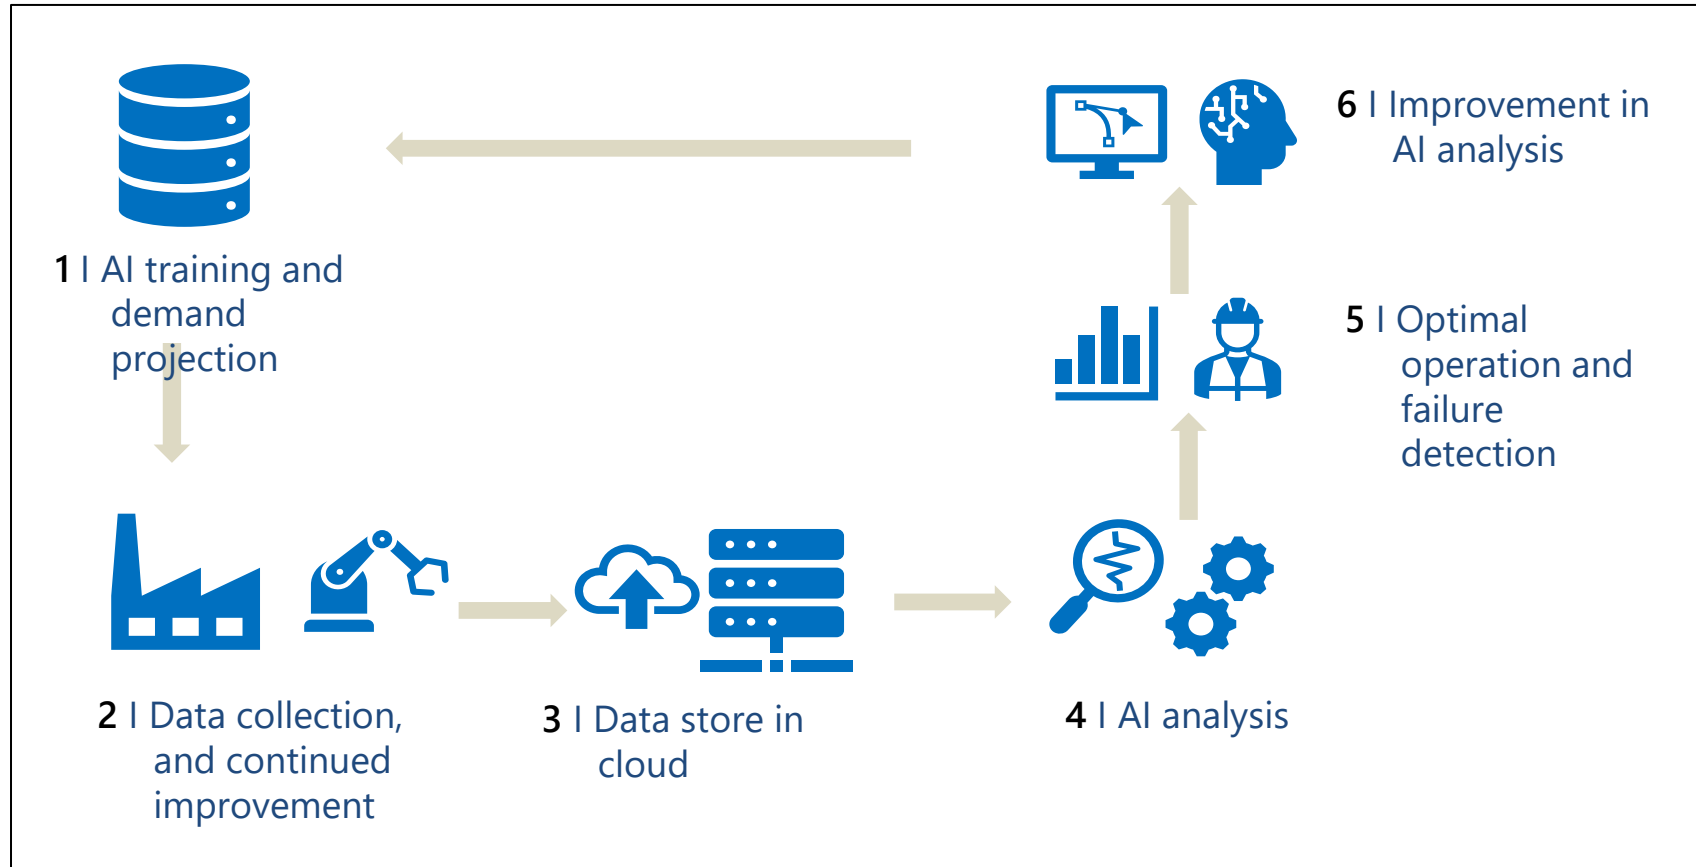 1 I AI training and
demand
projection
2 I Data collection,
and continued
improvement
3 I Data store in
cloud
4 I AI analysis
5 I Optimal
operation and
failure
detection
6 I Improvement in
AI analysis